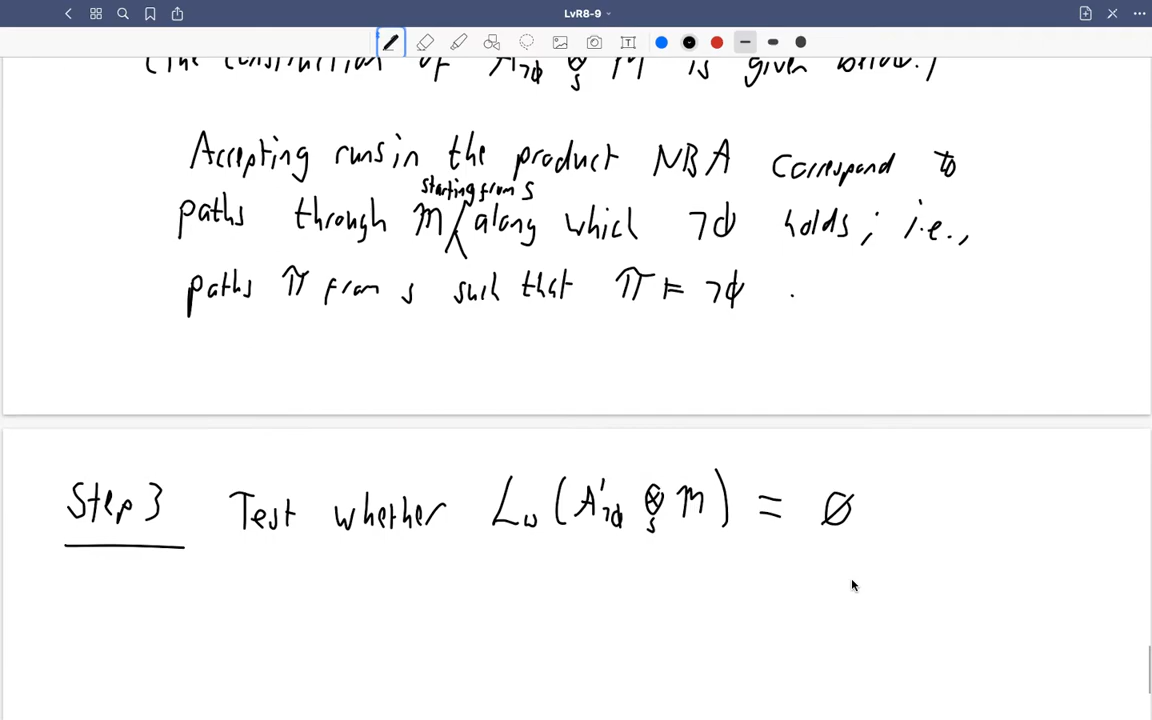 LvR8-9
(The construction of A¬ϕ ⊗s M is given below.)
Accepting runs in the product NBA correspond to
starting from s
paths through M along which ¬ϕ holds; i.e.,
paths π from s such that π ⊨ ¬ϕ .
Step 3 Test whether Lω (A'¬ϕ ⊗s M) = ∅